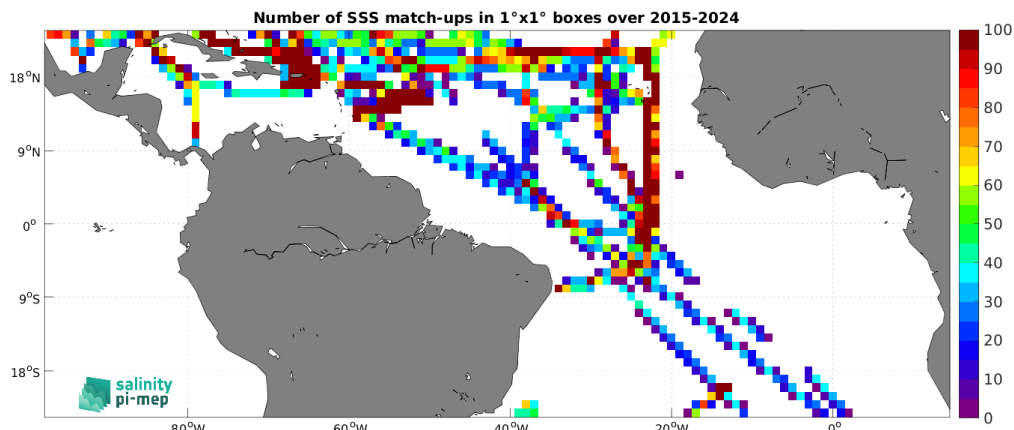 Number of SSS match-ups in 1°x1° boxes over 2015-2024
100
90
80
70
60
50
40
30
20
10
0
18°N
9°N
0°
9°S
18°S
salinity
pi-mep
80°W
60°W
40°W
20°W
0°